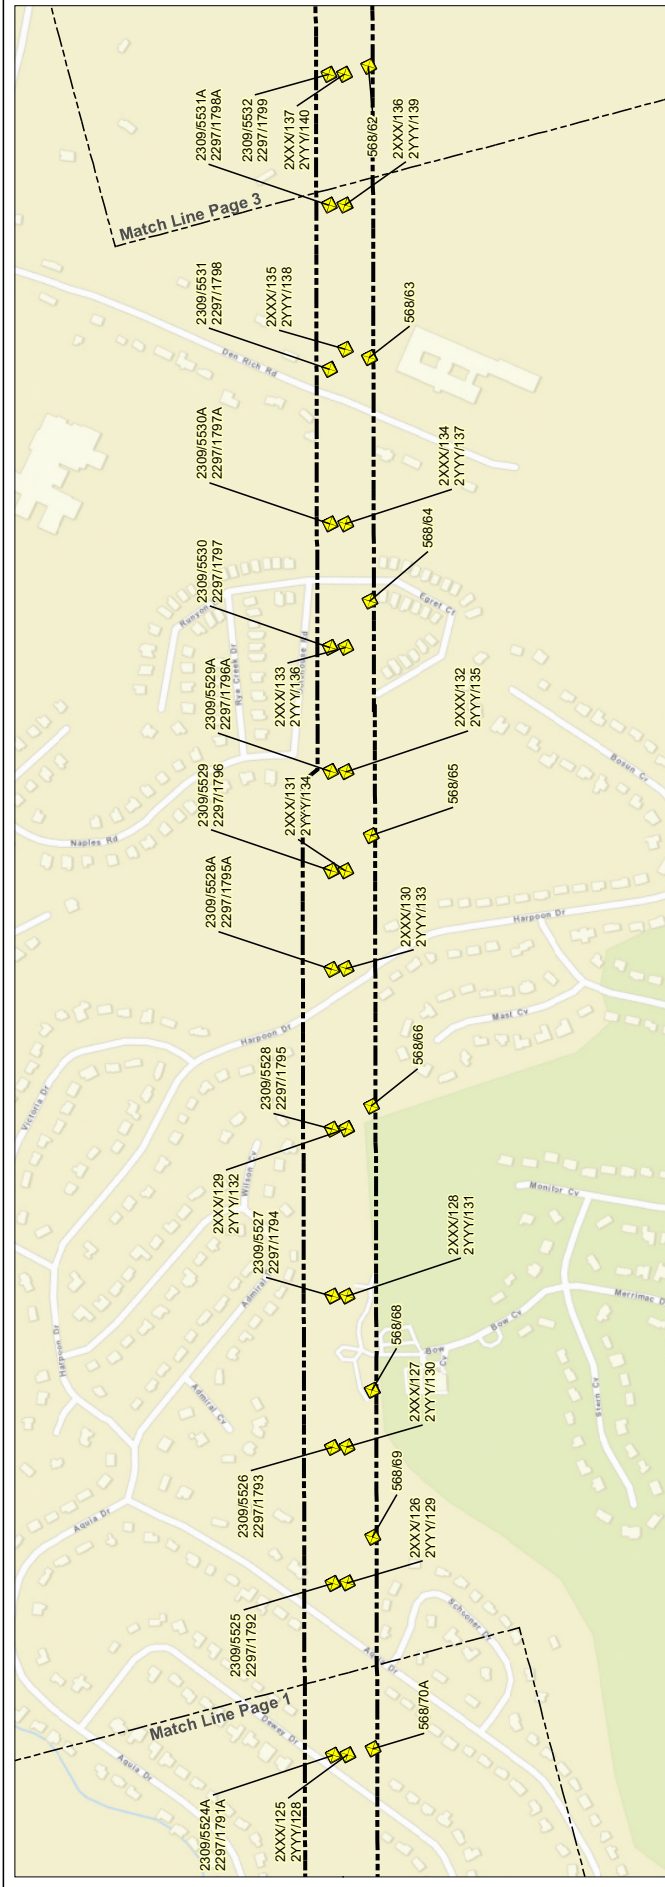 2309/5531A
2297/1798A
2309/5532
2297/1799
2XXX/137
2YYY/140
568/62
2XXX/136
2YYY/139
Match Line Page 3
2309/5531
2297/1798
2XXX/135
2YYY/138
568/63
Den Rich Rd
2309/5530A
2297/1797A
2XXX/134
2YYY/137
568/64
2309/5530
2297/1797
Runyon
Rye Creek Dr
Egret Ct
2XXX/133
2YYY/136
2309/5529A
2297/1796A
2XXX/132
2YYY/135
2309/5529
2297/1796
2XXX/131
2YYY/134
568/65
Bosun Cv
Naples Rd
2309/5528A
2297/1795A
2XXX/130
2YYY/133
Harpoon Dr
Mast Cv
Harpoon Dr
568/66
Victoria Dr
2309/5528
2297/1795
2XXX/129
2YYY/132
Wilson Cv
2309/5527
2297/1794
2XXX/128
2YYY/131
Monitor Cv
Merrimac D
Admiral
Harpoon Dr
568/68
Bow Cv
Bow
Cv
Admiral Cv
2XXX/127
2YYY/130
Stern Cv
2309/5526
2297/1793
568/69
Aquia Dr
2XXX/126
2YYY/129
2309/5525
2297/1792
Schooner Dr
Aquia Dr
Match Line Page 1
Dewey Dr
568/70A
Aquia Dr
2309/5524A
2297/1791A
2XXX/125
2YYY/128